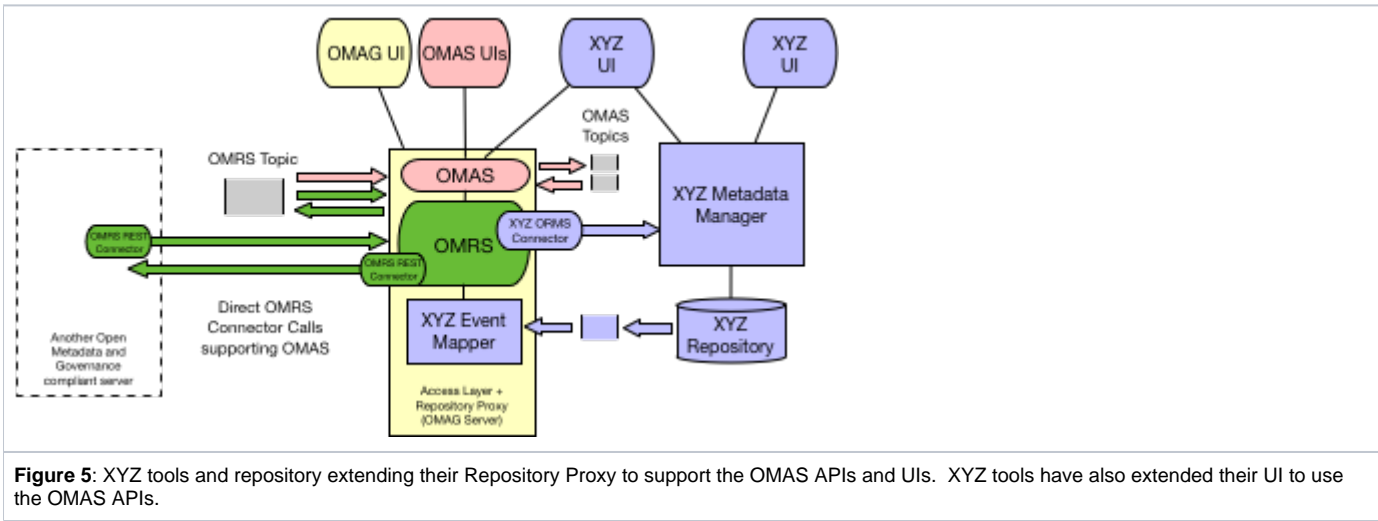 OMAG UI
OMAS UIs
XYZ
UI
XYZ
UI
OMAS
Topics
OMRS Topic
OMAS
XYZ Metadata
Manager
XYZ ORMS
Connector
OMRS
OMRS REST
Connector
OMRS REST
Connector
Direct OMRS
Connector Calls
supporting OMAS
XYZ Event
Mapper
XYZ
Repository
Another Open
Metadata and
Governance
compliant server
Access Layer +
Repository Proxy
(OMAG Server)
Figure 5: XYZ tools and repository extending their Repository Proxy to support the OMAS APIs and UIs. XYZ tools have also extended their UI to use
the OMAS APIs.